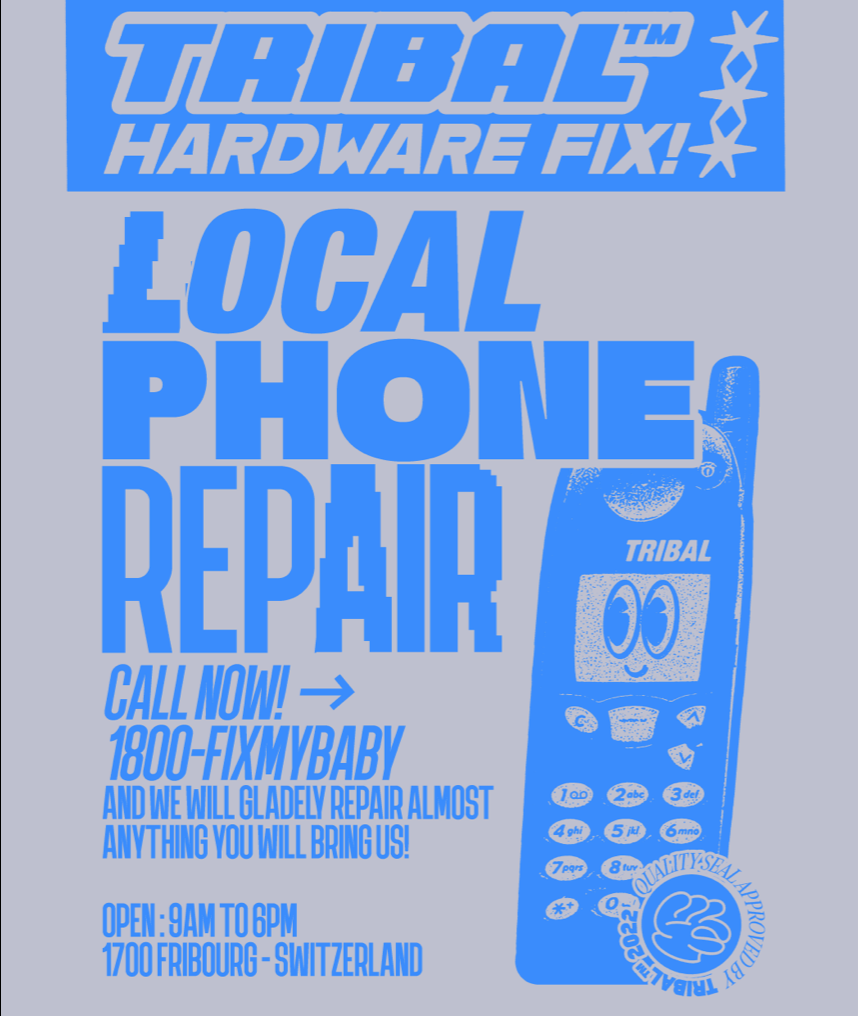 TRIBAL™
HARDWARE FIX!
LOCAL
PHONE
REPAIR
CALL NOW! →
1800-FIXMYBABY
AND WE WILL GLADELY REPAIR ALMOST
ANYTHING YOU WILL BRING US!
OPEN : 9AM TO 6PM
1700 FRIBOURG - SWITZERLAND
TRIBAL
C
1 2abc 3def
4ghi 5jkl 6mno
7pqrs 8tuv
*+ 0
QUALITY SEAL APPROVED BY TRIBAL™ 2022